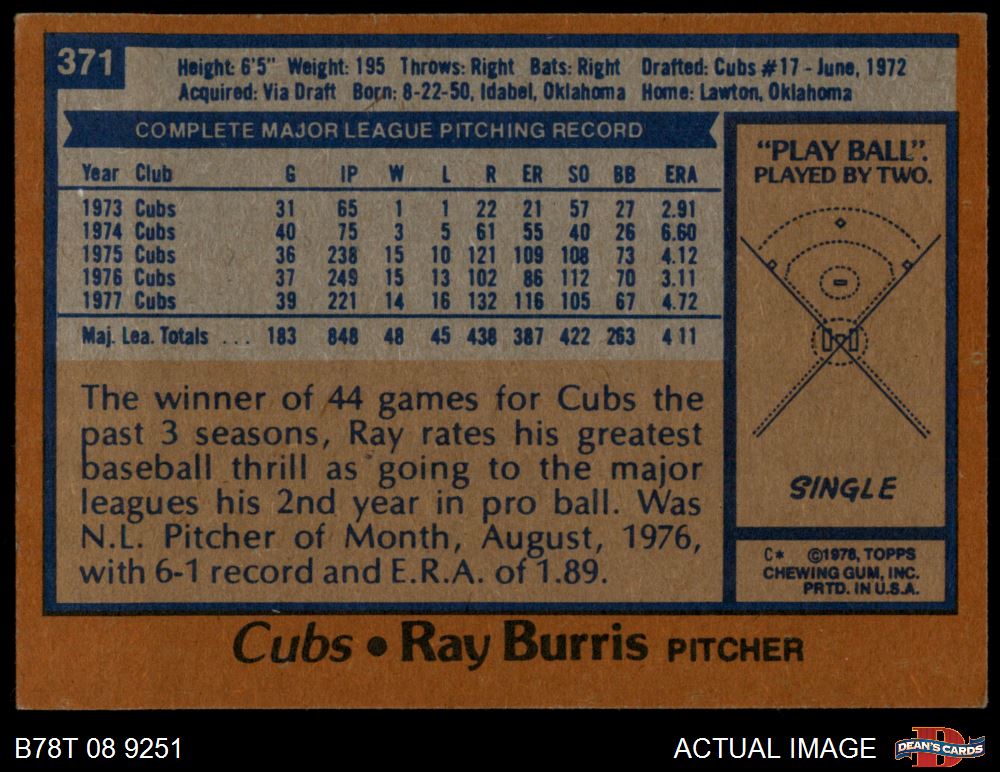 371
Height: 6'5" Weight: 195 Throws: Right Bats: Right Drafted: Cubs #17 - June, 1972
Acquired: Via Draft Born: 8-22-50, Idabel, Oklahoma Home: Lawton, Oklahoma
COMPLETE MAJOR LEAGUE PITCHING RECORD
Year Club G IP W L R ER SO BB ERA
1973 Cubs 31 65 1 1 22 21 57 27 2.91
1974 Cubs 40 75 3 5 61 55 40 26 6.60
1975 Cubs 36 238 15 10 121 109 108 73 4.12
1976 Cubs 37 249 15 13 102 86 112 70 3.11
1977 Cubs 39 221 14 16 132 116 105 67 4.72
Maj. Lea. Totals ... 183 848 48 45 438 387 422 263 4 11
The winner of 44 games for Cubs the
past 3 seasons, Ray rates his greatest
baseball thrill as going to the major
leagues his 2nd year in pro ball. Was
N.L. Pitcher of Month, August, 1976,
with 6-1 record and E.R.A. of 1.89.
"PLAY BALL".
PLAYED BY TWO.
SINGLE
C* ©1978, TOPPS
CHEWING GUM, INC.
PRTD. IN U.S.A.
Cubs • Ray Burris PITCHER
B78T 08 9251
ACTUAL IMAGE
DEAN'S CARDS